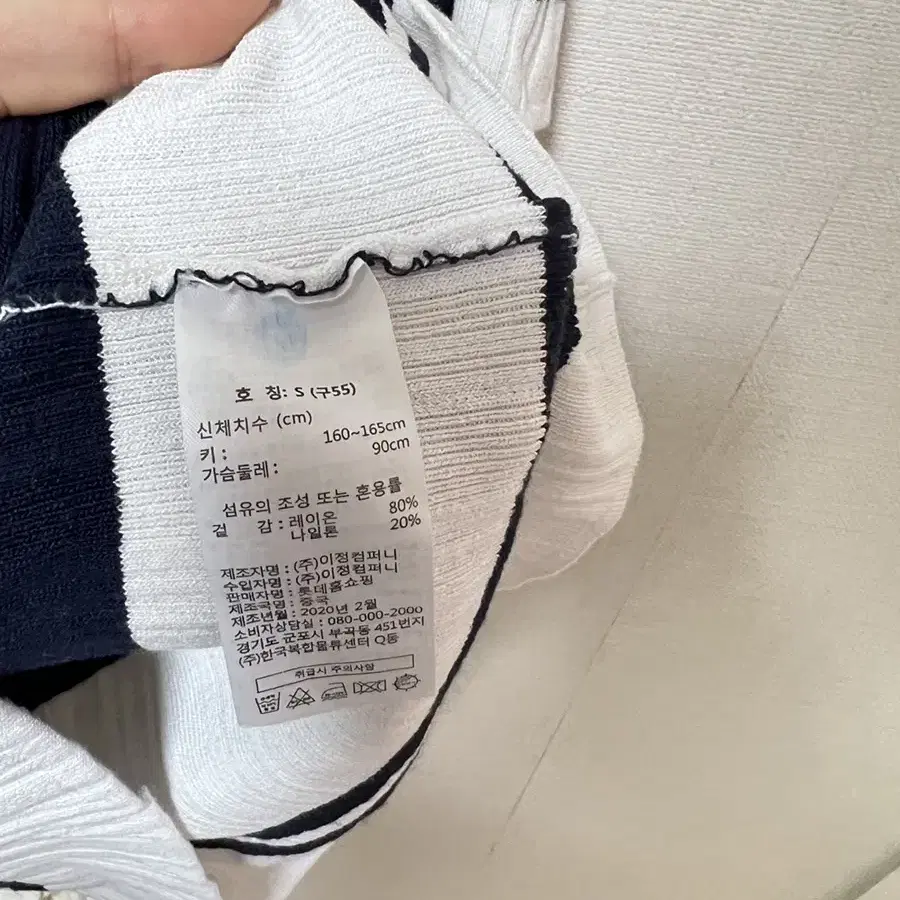 호 칭: S (구55)
신체치수 (cm)
키 : 160~165cm
가슴둘레 : 90cm
섬유의 조성 또는 혼용률
겉 감 : 레이온 80%
나일론 20%
제조자명 : (주)이정컴퍼니
수입자명 : (주)이정컴퍼니
판매자명 : 롯데홈쇼핑
제조국명 : 중국
제조년월 : 2020년 2월
소비자상담실 : 080-000-2000
경기도 군포시 부곡동 451번지
(주)한국복합물류센터 Q동
취급시 주의사항